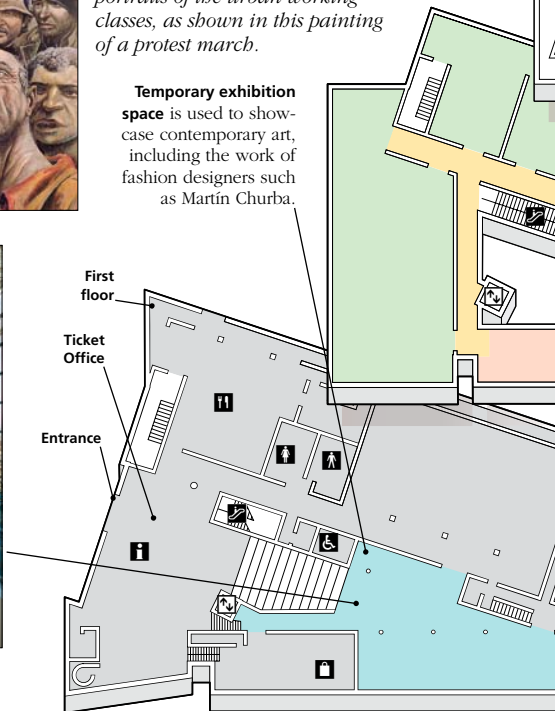 portraits of the urban working
classes, as shown in this painting
of a protest march.
Temporary exhibition
space is used to show-
case contemporary art,
including the work of
fashion designers such
as Martín Churba.
First
floor
Ticket
Office
Entrance